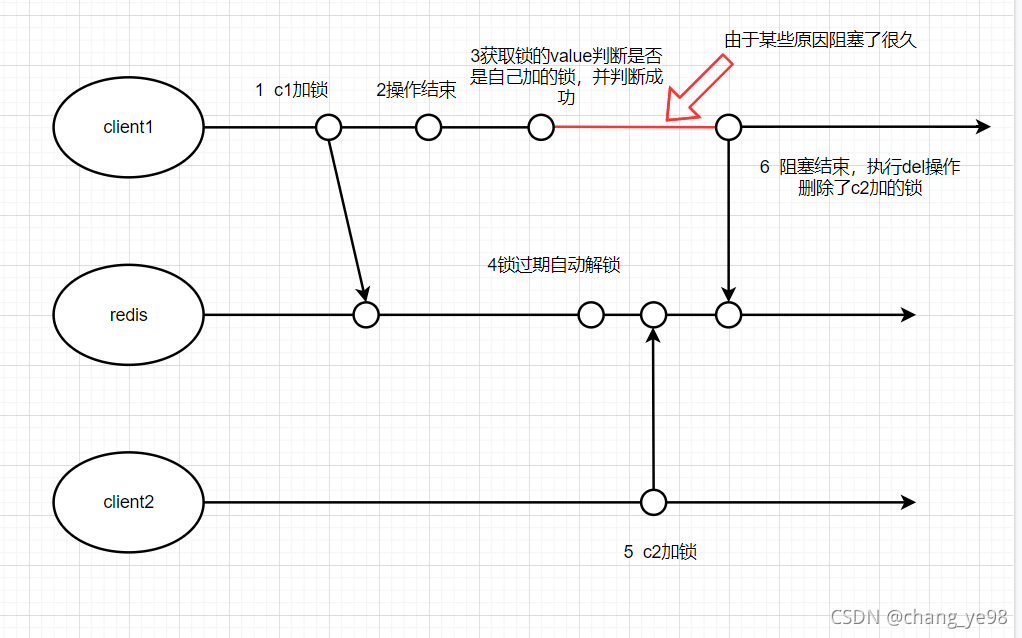 由于某些原因阻塞了很久
3获取锁的value判断是否
是自己加的锁，并判断成
功
1 c1加锁
2操作结束
client1
6 阻塞结束，执行del操作
删除了c2加的锁
4锁过期自动解锁
redis
client2
5 c2加锁
CSDN @chang_ye98